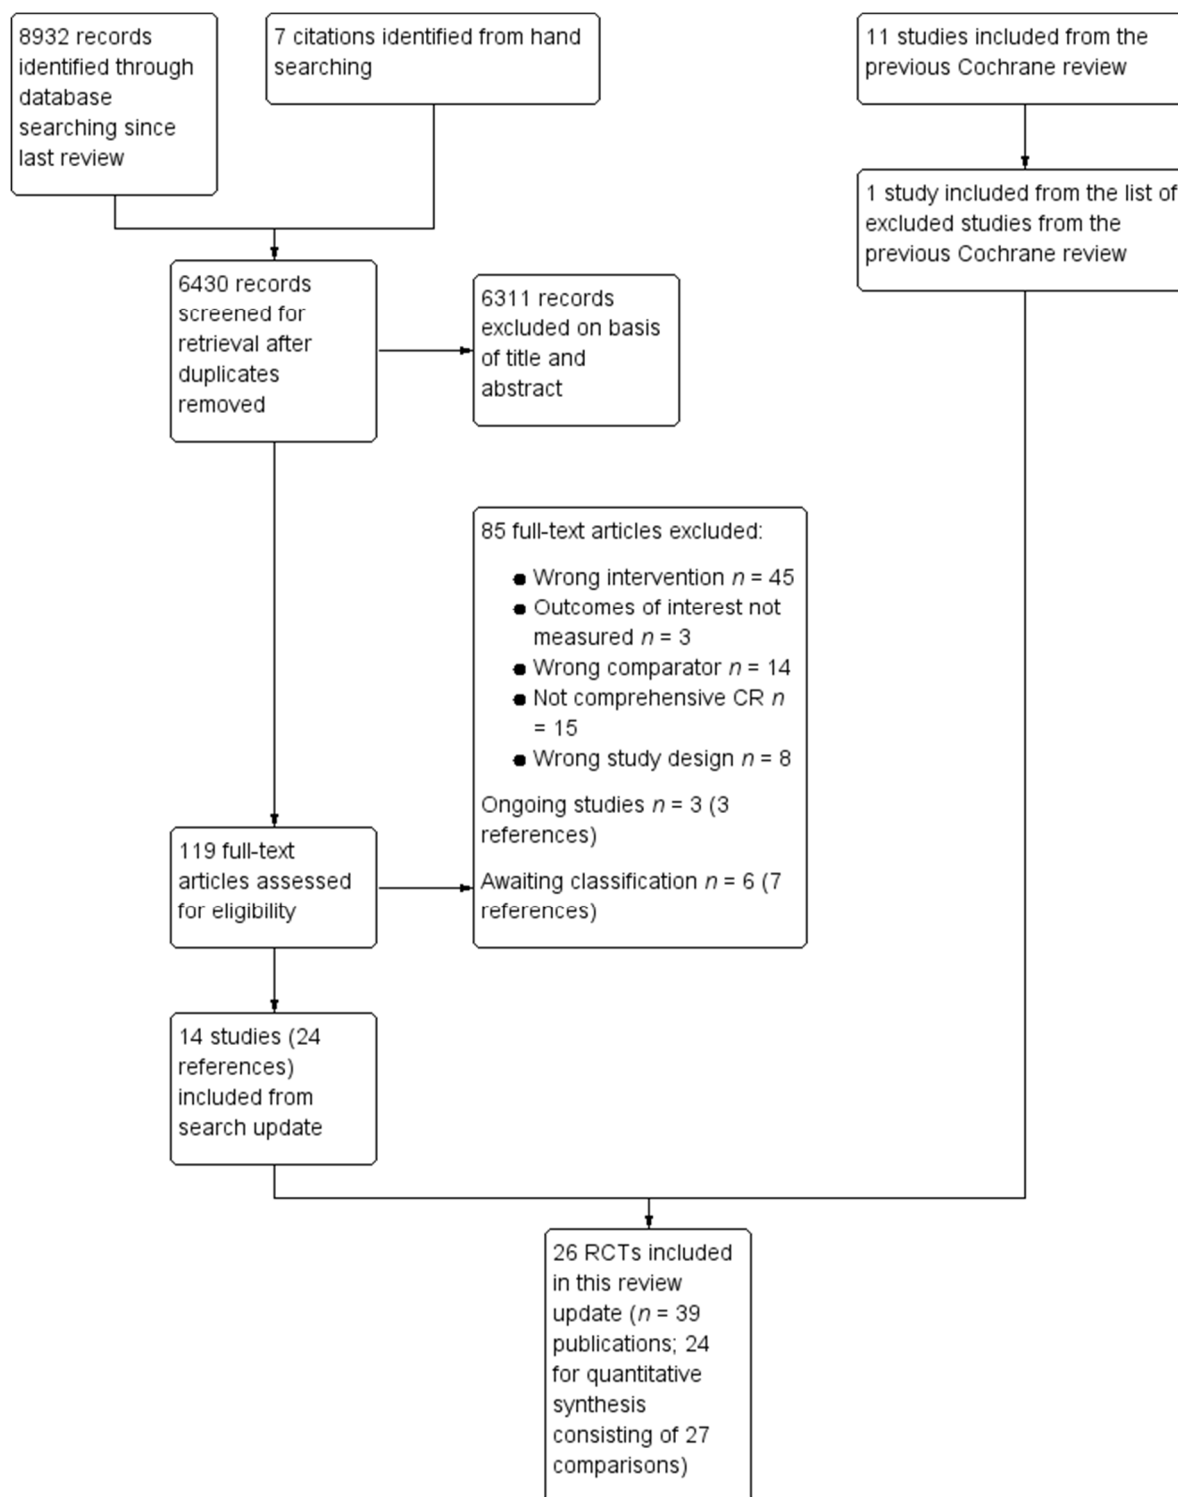 8932 records
identified through
database
searching since
last review
7 citations identified from hand
searching
11 studies included from the
previous Cochrane review
1 study included from the list of
excluded studies from the
previous Cochrane review
6430 records
screened for
retrieval after
duplicates
removed
6311 records
excluded on basis
of title and
abstract
85 full-text articles excluded:
● Wrong intervention n = 45
● Outcomes of interest not
measured n = 3
● Wrong comparator n = 14
● Not comprehensive CR n
= 15
● Wrong study design n = 8
Ongoing studies n = 3 (3
references)
Awaiting classification n = 6 (7
references)
119 full-text
articles assessed
for eligibility
14 studies (24
references)
included from
search update
26 RCTs included
in this review
update (n = 39
publications; 24
for quantitative
synthesis
consisting of 27
comparisons)